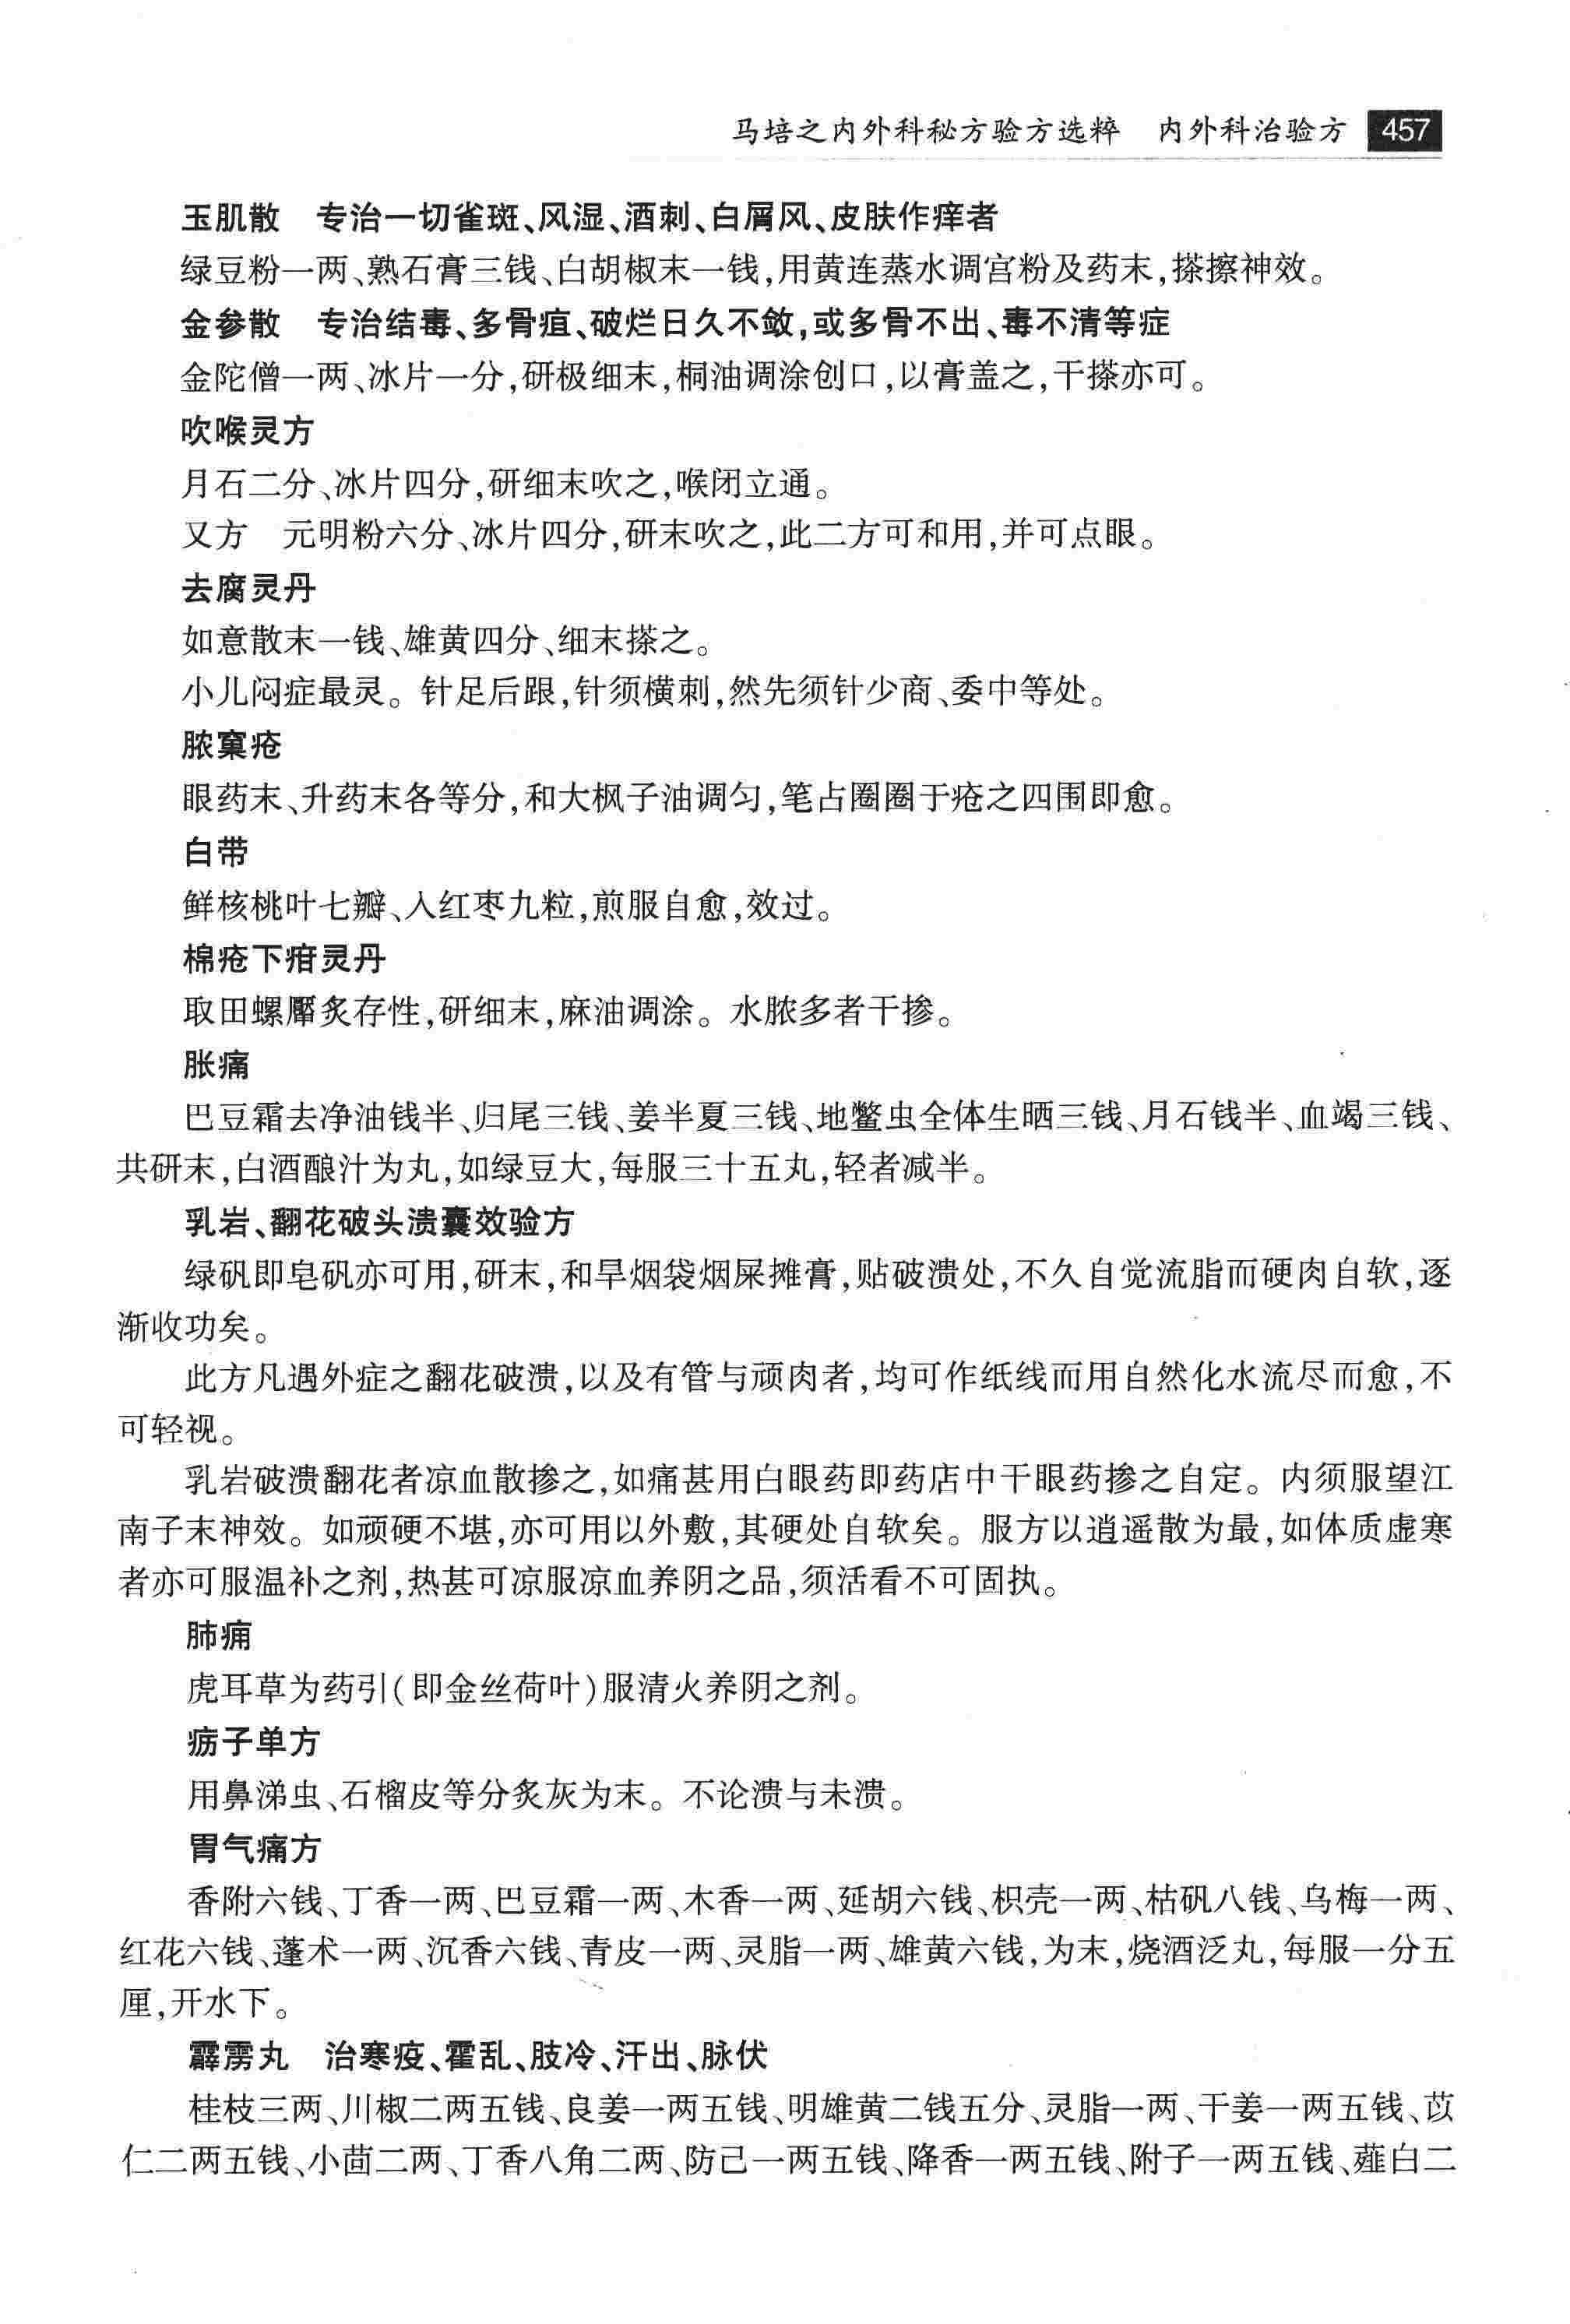 马培之内外科秘方验方选粹　内外科治验方 457
玉肌散　专治一切雀斑、风湿、酒刺、白屑风、皮肤作痒者
绿豆粉一两、熟石膏三钱、白胡椒末一钱,用黄连蒸水调宫粉及药末,搽擦神效。
金参散　专治结毒、多骨疽、破烂日久不敛,或多骨不出、毒不清等症
金陀僧一两、冰片一分,研极细末,桐油调涂创口,以膏盖之,干搽亦可。
吹喉灵方
月石二分、冰片四分,研细末吹之,喉闭立通。
又方　元明粉六分、冰片四分,研末吹之,此二方可和用,并可点眼。
去腐灵丹
如意散末一钱、雄黄四分、细末搽之。
小儿闷症最灵。针足后跟,针须横刺,然先须针少商、委中等处。
脓窠疮
眼药末、升药末各等分,和大枫子油调匀,笔占圈圈于疮之四围即愈。
白带
鲜核桃叶七瓣、入红枣九粒,煎服自愈,效过。
棉疮下疳灵丹
取田螺厴炙存性,研细末,麻油调涂。水脓多者干掺。
胀痛
巴豆霜去净油钱半、归尾三钱、姜半夏三钱、地鳖虫全体生晒三钱、月石钱半、血竭三钱、
共研末,白酒酿汁为丸,如绿豆大,每服三十五丸,轻者减半。
乳岩、翻花破头溃囊效验方
绿矾即皂矾亦可用,研末,和旱烟袋烟屎摊膏,贴破溃处,不久自觉流脂而硬肉自软,逐
渐收功矣。
此方凡遇外症之翻花破溃,以及有管与顽肉者,均可作纸线而用自然化水流尽而愈,不
可轻视。
乳岩破溃翻花者凉血散掺之,如痛甚用白眼药即药店中干眼药掺之自定。内须服望江
南子末神效。如顽硬不堪,亦可用以外敷,其硬处自软矣。服方以逍遥散为最,如体质虚寒
者亦可服温补之剂,热甚可凉服凉血养阴之品,须活看不可固执。
肺痈
虎耳草为药引(即金丝荷叶)服清火养阴之剂。
疬子单方
用鼻涕虫、石榴皮等分炙灰为末。不论溃与未溃。
胃气痛方
香附六钱、丁香一两、巴豆霜一两、木香一两、延胡六钱、枳壳一两、枯矾八钱、乌梅一两、
红花六钱、蓬术一两、沉香六钱、青皮一两、灵脂一两、雄黄六钱,为末,烧酒泛丸,每服一分五
厘,开水下。
霹雳丸　治寒疫、霍乱、肢冷、汗出、脉伏
桂枝三两、川椒二两五钱、良姜一两五钱、明雄黄二钱五分、灵脂一两、干姜一两五钱、苡
仁二两五钱、小茴二两、丁香八角二两、防己一两五钱、降香一两五钱、附子一两五钱、薤白二